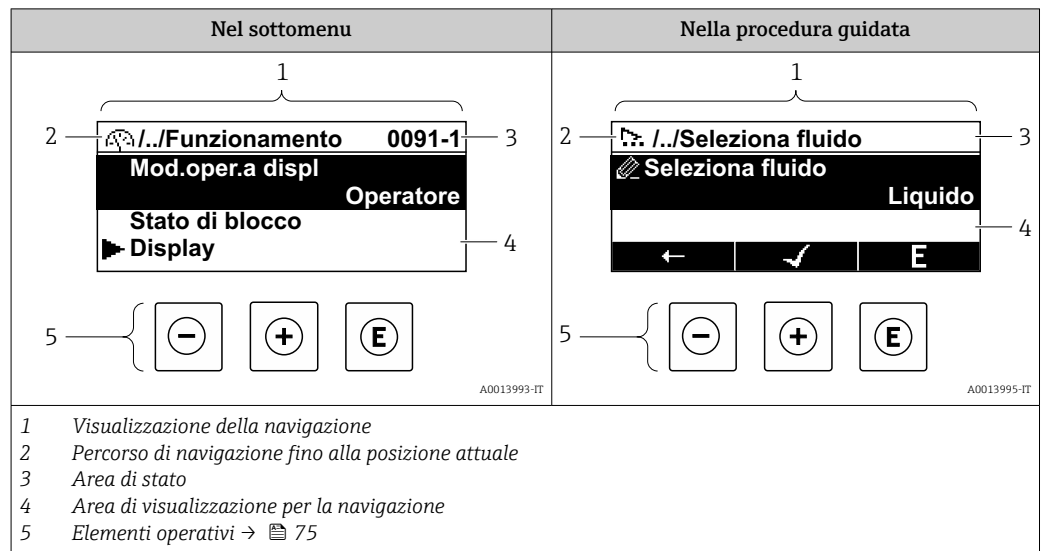 Nel sottomenu
1
2
/../Funzionamento 0091-1
3
Mod.oper.a displ
Operatore
Stato di blocco
Display
4
5
E
A0013993-IT
Nella procedura guidata
1
2
/../Seleziona fluido
3
Seleziona fluido
Liquido
4
← ✓ E
5
E
A0013995-IT
1 Visualizzazione della navigazione
2 Percorso di navigazione fino alla posizione attuale
3 Area di stato
4 Area di visualizzazione per la navigazione
5 Elementi operativi → 75